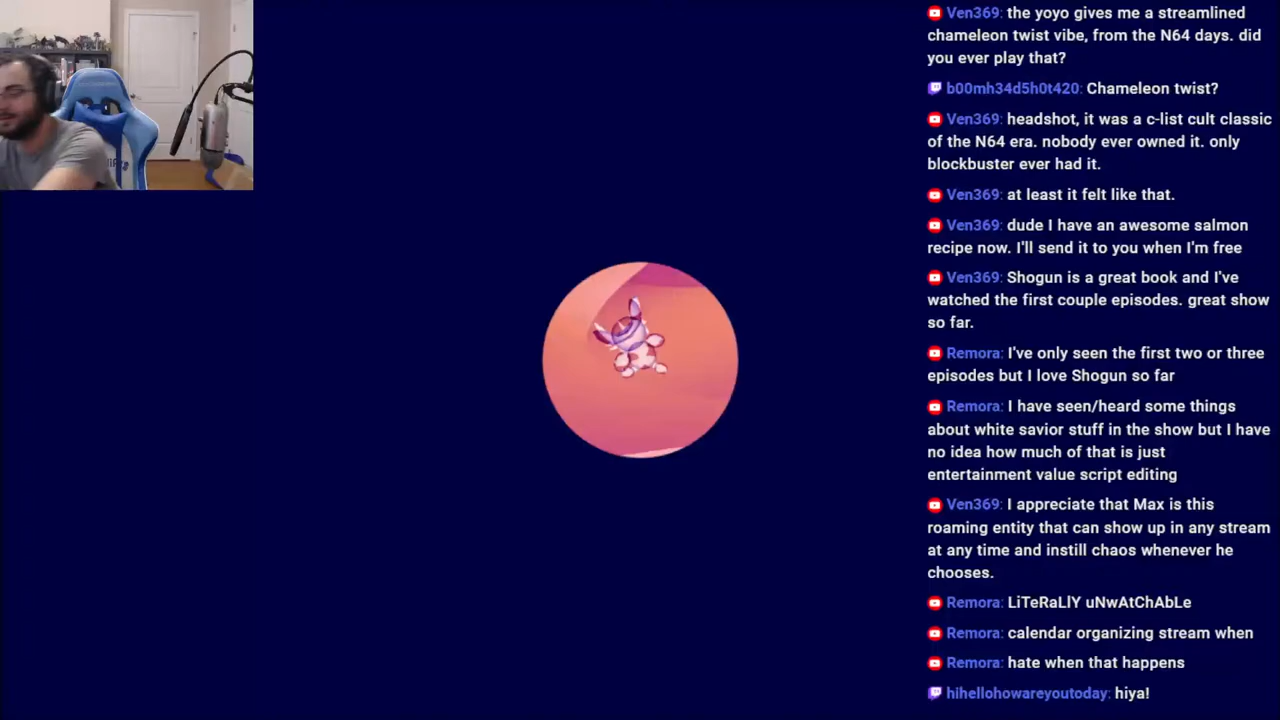 Ven369: the yoyo gives me a streamlined
chameleon twist vibe, from the N64 days. did
you ever play that?
b00mh34d5h0t420: Chameleon twist?
Ven369: headshot, it was a c-list cult classic
of the N64 era. nobody ever owned it. only
blockbuster ever had it.
Ven369: at least it felt like that.
Ven369: dude I have an awesome salmon
recipe now. I'll send it to you when I'm free
Ven369: Shogun is a great book and I've
watched the first couple episodes. great show
so far.
Remora: I've only seen the first two or three
episodes but I love Shogun so far
Remora: I have seen/heard some things
about white savior stuff in the show but I have
no idea how much of that is just
entertainment value script editing
Ven369: I appreciate that Max is this
roaming entity that can show up in any stream
at any time and instill chaos whenever he
chooses.
Remora: LiTeRaLlY uNwAtChAbLe
Remora: calendar organizing stream when
Remora: hate when that happens
hihellohowareyoutoday: hiya!